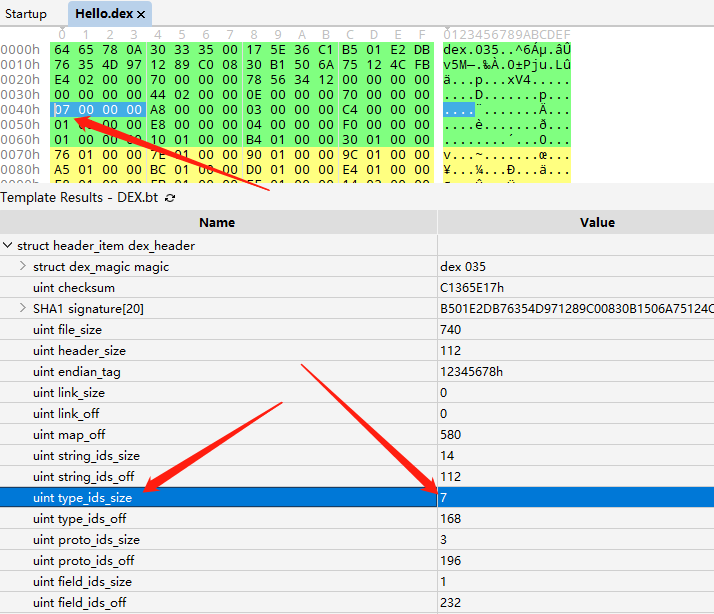 Startup Hello.dex ×
0 1 2 3 4 5 6 7 8 9 A B C D E F 0123456789ABCDEF
0000h 64 65 78 0A 30 33 35 00 17 5E 36 C1 B5 01 E2 DB dex.035..^6Áµ.âÛ
0010h 76 35 4D 97 12 89 C0 08 30 B1 50 6A 75 12 4C FB v5M—.‰À.0±Pju.Lû
0020h E4 02 00 00 70 00 00 00 78 56 34 12 00 00 00 00 ä...p...xV4.....
0030h 00 00 00 00 44 02 00 00 0E 00 00 00 70 00 00 00 ....D.......p...
0040h 07 00 00 00 A8 00 00 00 03 00 00 00 C4 00 00 00 ....¨.......Ä...
0050h 01 00 00 E8 00 00 00 04 00 00 00 F0 00 00 00 ....è.......ð...
0060h 01 00 00 00 10 01 00 00 B4 01 00 00 30 01 00 00 ........´...0...
0070h 76 01 00 00 7E 01 00 00 90 01 00 00 9C 01 00 00 v...~.......œ...
0080h A5 01 00 00 BC 01 00 00 D0 01 00 00 E4 01 00 00 ¥...¼...Ð...ä...
Template Results - DEX.bt
Name Value
struct header_item dex_header
struct dex_magic magic dex 035
uint checksum C1365E17h
SHA1 signature[20] B501E2DB76354D971289C00830B1506A75124C
uint file_size 740
uint header_size 112
uint endian_tag 12345678h
uint link_size 0
uint link_off 0
uint map_off 580
uint string_ids_size 14
uint string_ids_off 112
uint type_ids_size 7
uint type_ids_off 168
uint proto_ids_size 3
uint proto_ids_off 196
uint field_ids_size 1
uint field_ids_off 232